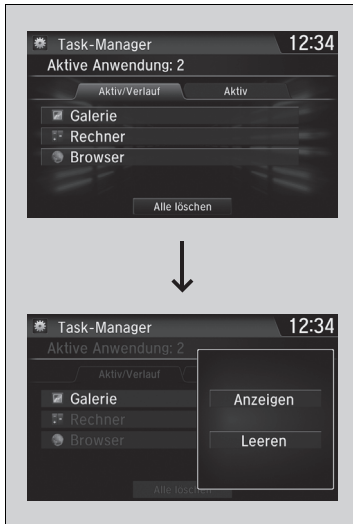 Task-Manager 12:34
Aktive Anwendung: 2
Aktiv/Verlauf Aktiv
Galerie
Rechner
Browser
Alle löschen
Task-Manager 12:34
Aktive Anwendung: 2
Aktiv/Verlauf
Galerie
Anzeigen
Rechner
Browser
Leeren
Alle löschen